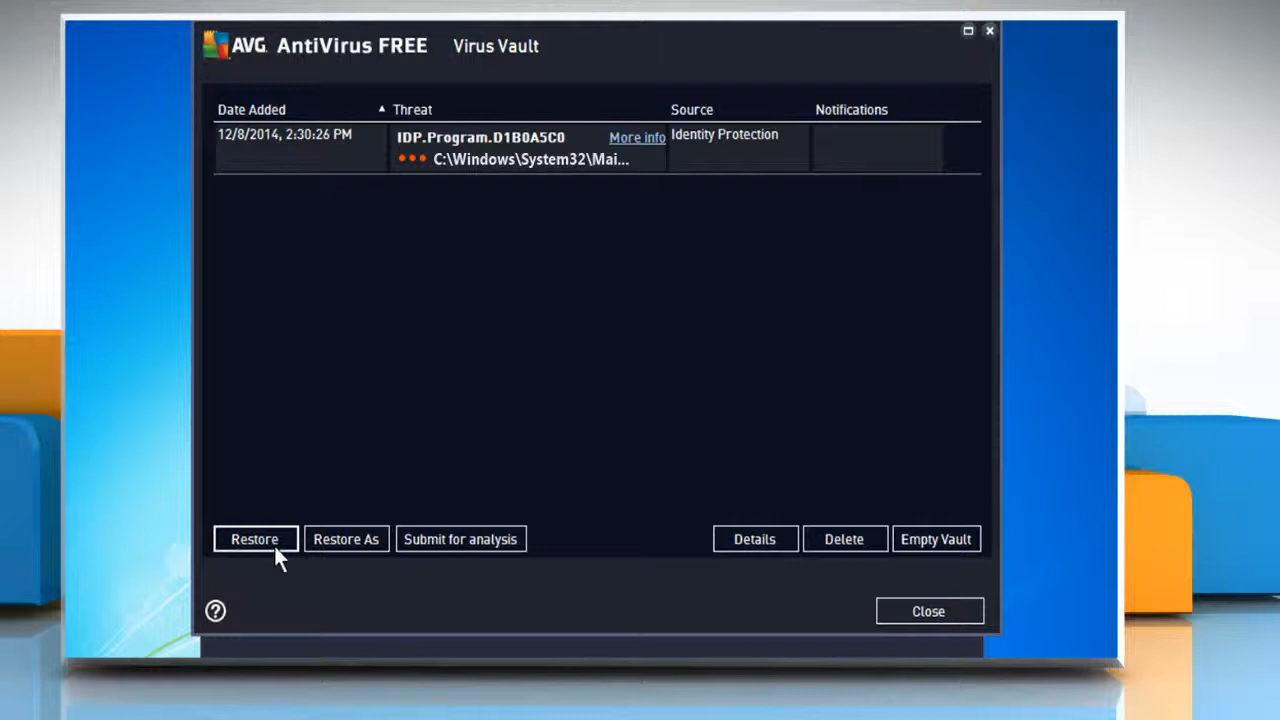 AVG. AntiVirus FREE Virus Vault
Date Added ▲ Threat Source Notifications
12/8/2014, 2:30:26 PM IDP.Program.D1B0A5C0 More info Identity Protection
C:\Windows\System32\Mai...
Restore Restore As Submit for analysis Details Delete Empty Vault
?
Close